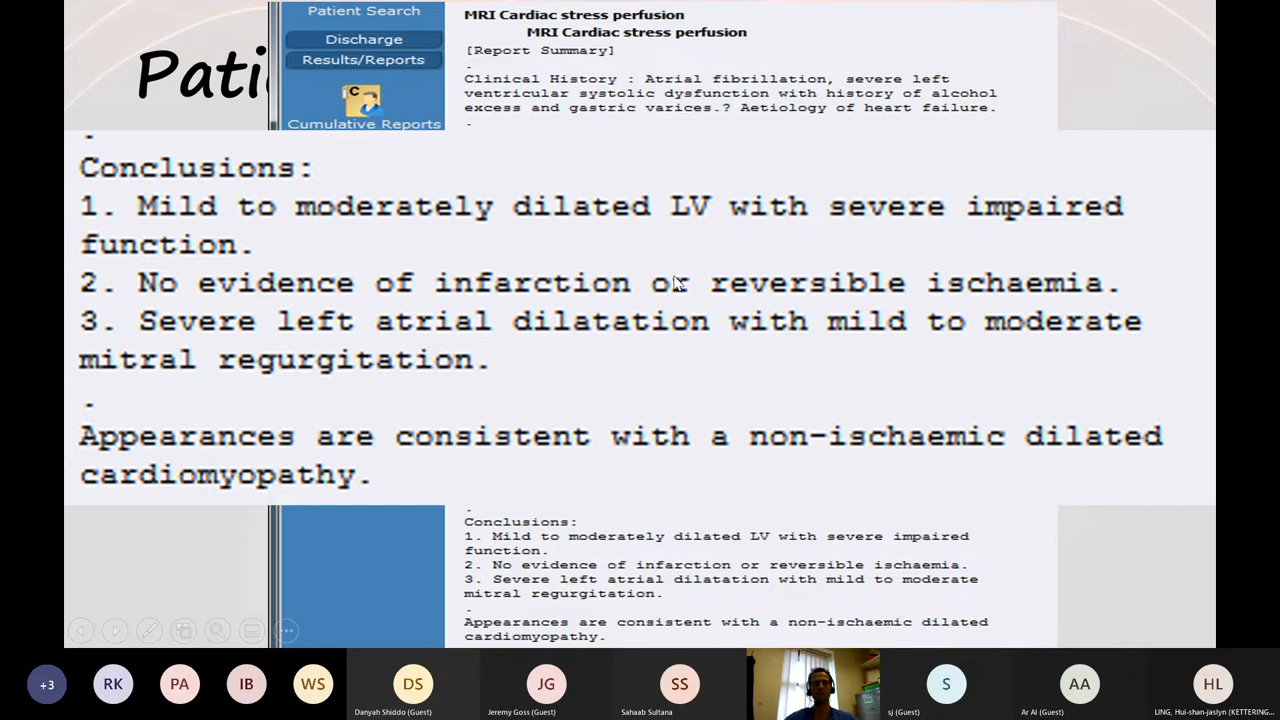 Patient Search
Discharge
Results/Reports
C
Cumulative Reports
Pati
MRI Cardiac stress perfusion
MRI Cardiac stress perfusion
[Report Summary]
.
Clinical History : Atrial fibrillation, severe left
ventricular systolic dysfunction with history of alcohol
excess and gastric varices.? Aetiology of heart failure.
.
Conclusions:
1. Mild to moderately dilated LV with severe impaired
function.
2. No evidence of infarction or reversible ischaemia.
3. Severe left atrial dilatation with mild to moderate
mitral regurgitation.
.
Appearances are consistent with a non-ischaemic dilated
cardiomyopathy.
.
Conclusions:
1. Mild to moderately dilated LV with severe impaired
function.
2. No evidence of infarction or reversible ischaemia.
3. Severe left atrial dilatation with mild to moderate
mitral regurgitation.
.
Appearances are consistent with a non-ischaemic dilated
cardiomyopathy.
+3 RK PA IB WS DS JG SS S AA HL
Danyah Shiddo (Guest) Jeremy Goss (Guest) Sahaab Sultana sj (Guest) Ar Al (Guest) LING, Hui-shan-jaslyn (KETTERING...